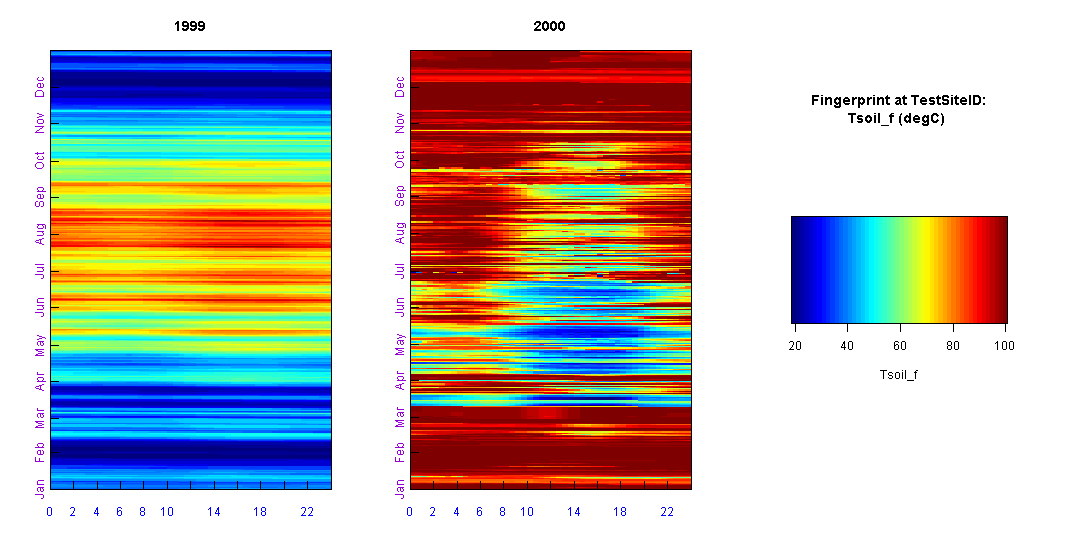 1999
2000
Dec
Nov
Oct
Sep
Aug
Jul
Jun
May
Apr
Mar
Feb
Jan
0 2 4 6 8 10 14 18 22
Dec
Nov
Oct
Sep
Aug
Jul
Jun
May
Apr
Mar
Feb
Jan
0 2 4 6 8 10 14 18 22
Fingerprint at TestSiteID:
Tsoil_f (degC)
20 40 60 80 100
Tsoil_f